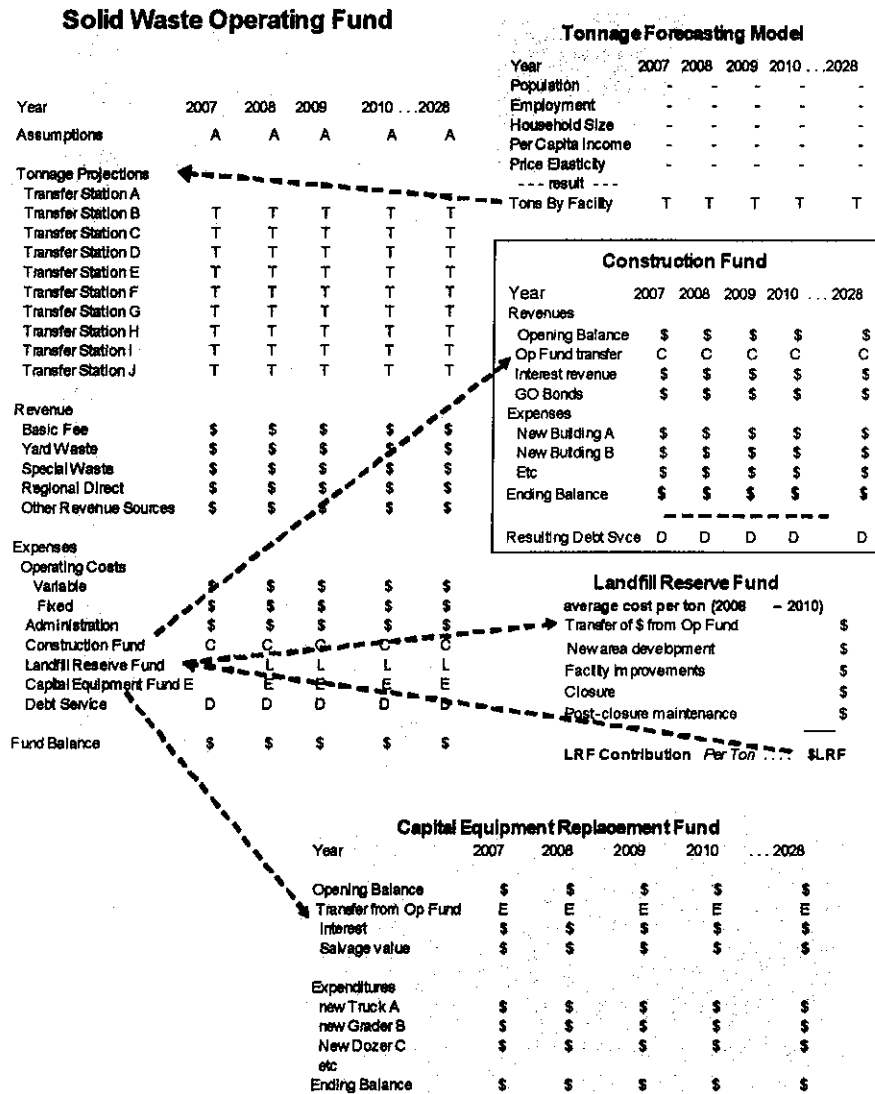 Solid Waste Operating Fund
Year 2007 2008 2009 2010 ... 2028
Assumptions A A A A A
Tonnage Projections
Transfer Station A
Transfer Station B T T T T T
Transfer Station C T T T T T
Transfer Station D T T T T T
Transfer Station E T T T T T
Transfer Station F T T T T T
Transfer Station G T T T T T
Transfer Station H T T T T T
Transfer Station I T T T T T
Transfer Station J T T T T T
Revenue
Basic Fee $ $ $ $ $
Yard Waste $ $ $ $ $
Special Waste $ $ $ $ $
Regional Direct $ $ $ $ $
Other Revenue Sources $ $ $ $ $
Expenses
Operating Costs
Variable $ $ $ $ $
Fixed $ $ $ $ $
Administration $ $ $ $ $
Construction Fund C C C C C
Landfill Reserve Fund L L L L
Capital Equipment Fund E E E E E
Debt Service D D D D D
Fund Balance $ $ $ $ $
Tonnage Forecasting Model
Year 2007 2008 2009 2010 ... 2028
Population - - - - -
Employment - - - - -
Household Size - - - - -
Per Capita Income - - - - -
Price Elasticity - - - - -
--- result ---
Tons By Facility T T T T T
Construction Fund
Year 2007 2008 2009 2010 ... 2028
Revenues
Opening Balance $ $ $ $ $
Op Fund transfer C C C C C
Interest revenue $ $ $ $ $
GO Bonds $ $ $ $ $
Expenses
New Building A $ $ $ $ $
New Building B $ $ $ $ $
Etc $ $ $ $ $
Ending Balance $ $ $ $ $
Resulting Debt Svce D D D D D
Landfill Reserve Fund
average cost per ton (2008 – 2010)
Transfer of $ from Op Fund $
New area development $
Facility improvements $
Closure $
Post-closure maintenance $
LRF Contribution Per Ton .... $LRF
Capital Equipment Replacement Fund
Year 2007 2008 2009 2010 ... 2028
Opening Balance $ $ $ $ $
Transfer from Op Fund E E E E E
Interest $ $ $ $ $
Salvage value $ $ $ $ $
Expenditures
new Truck A $ $ $ $ $
new Grader B $ $ $ $ $
New Dozer C $ $ $ $ $
etc
Ending Balance $ $ $ $ $